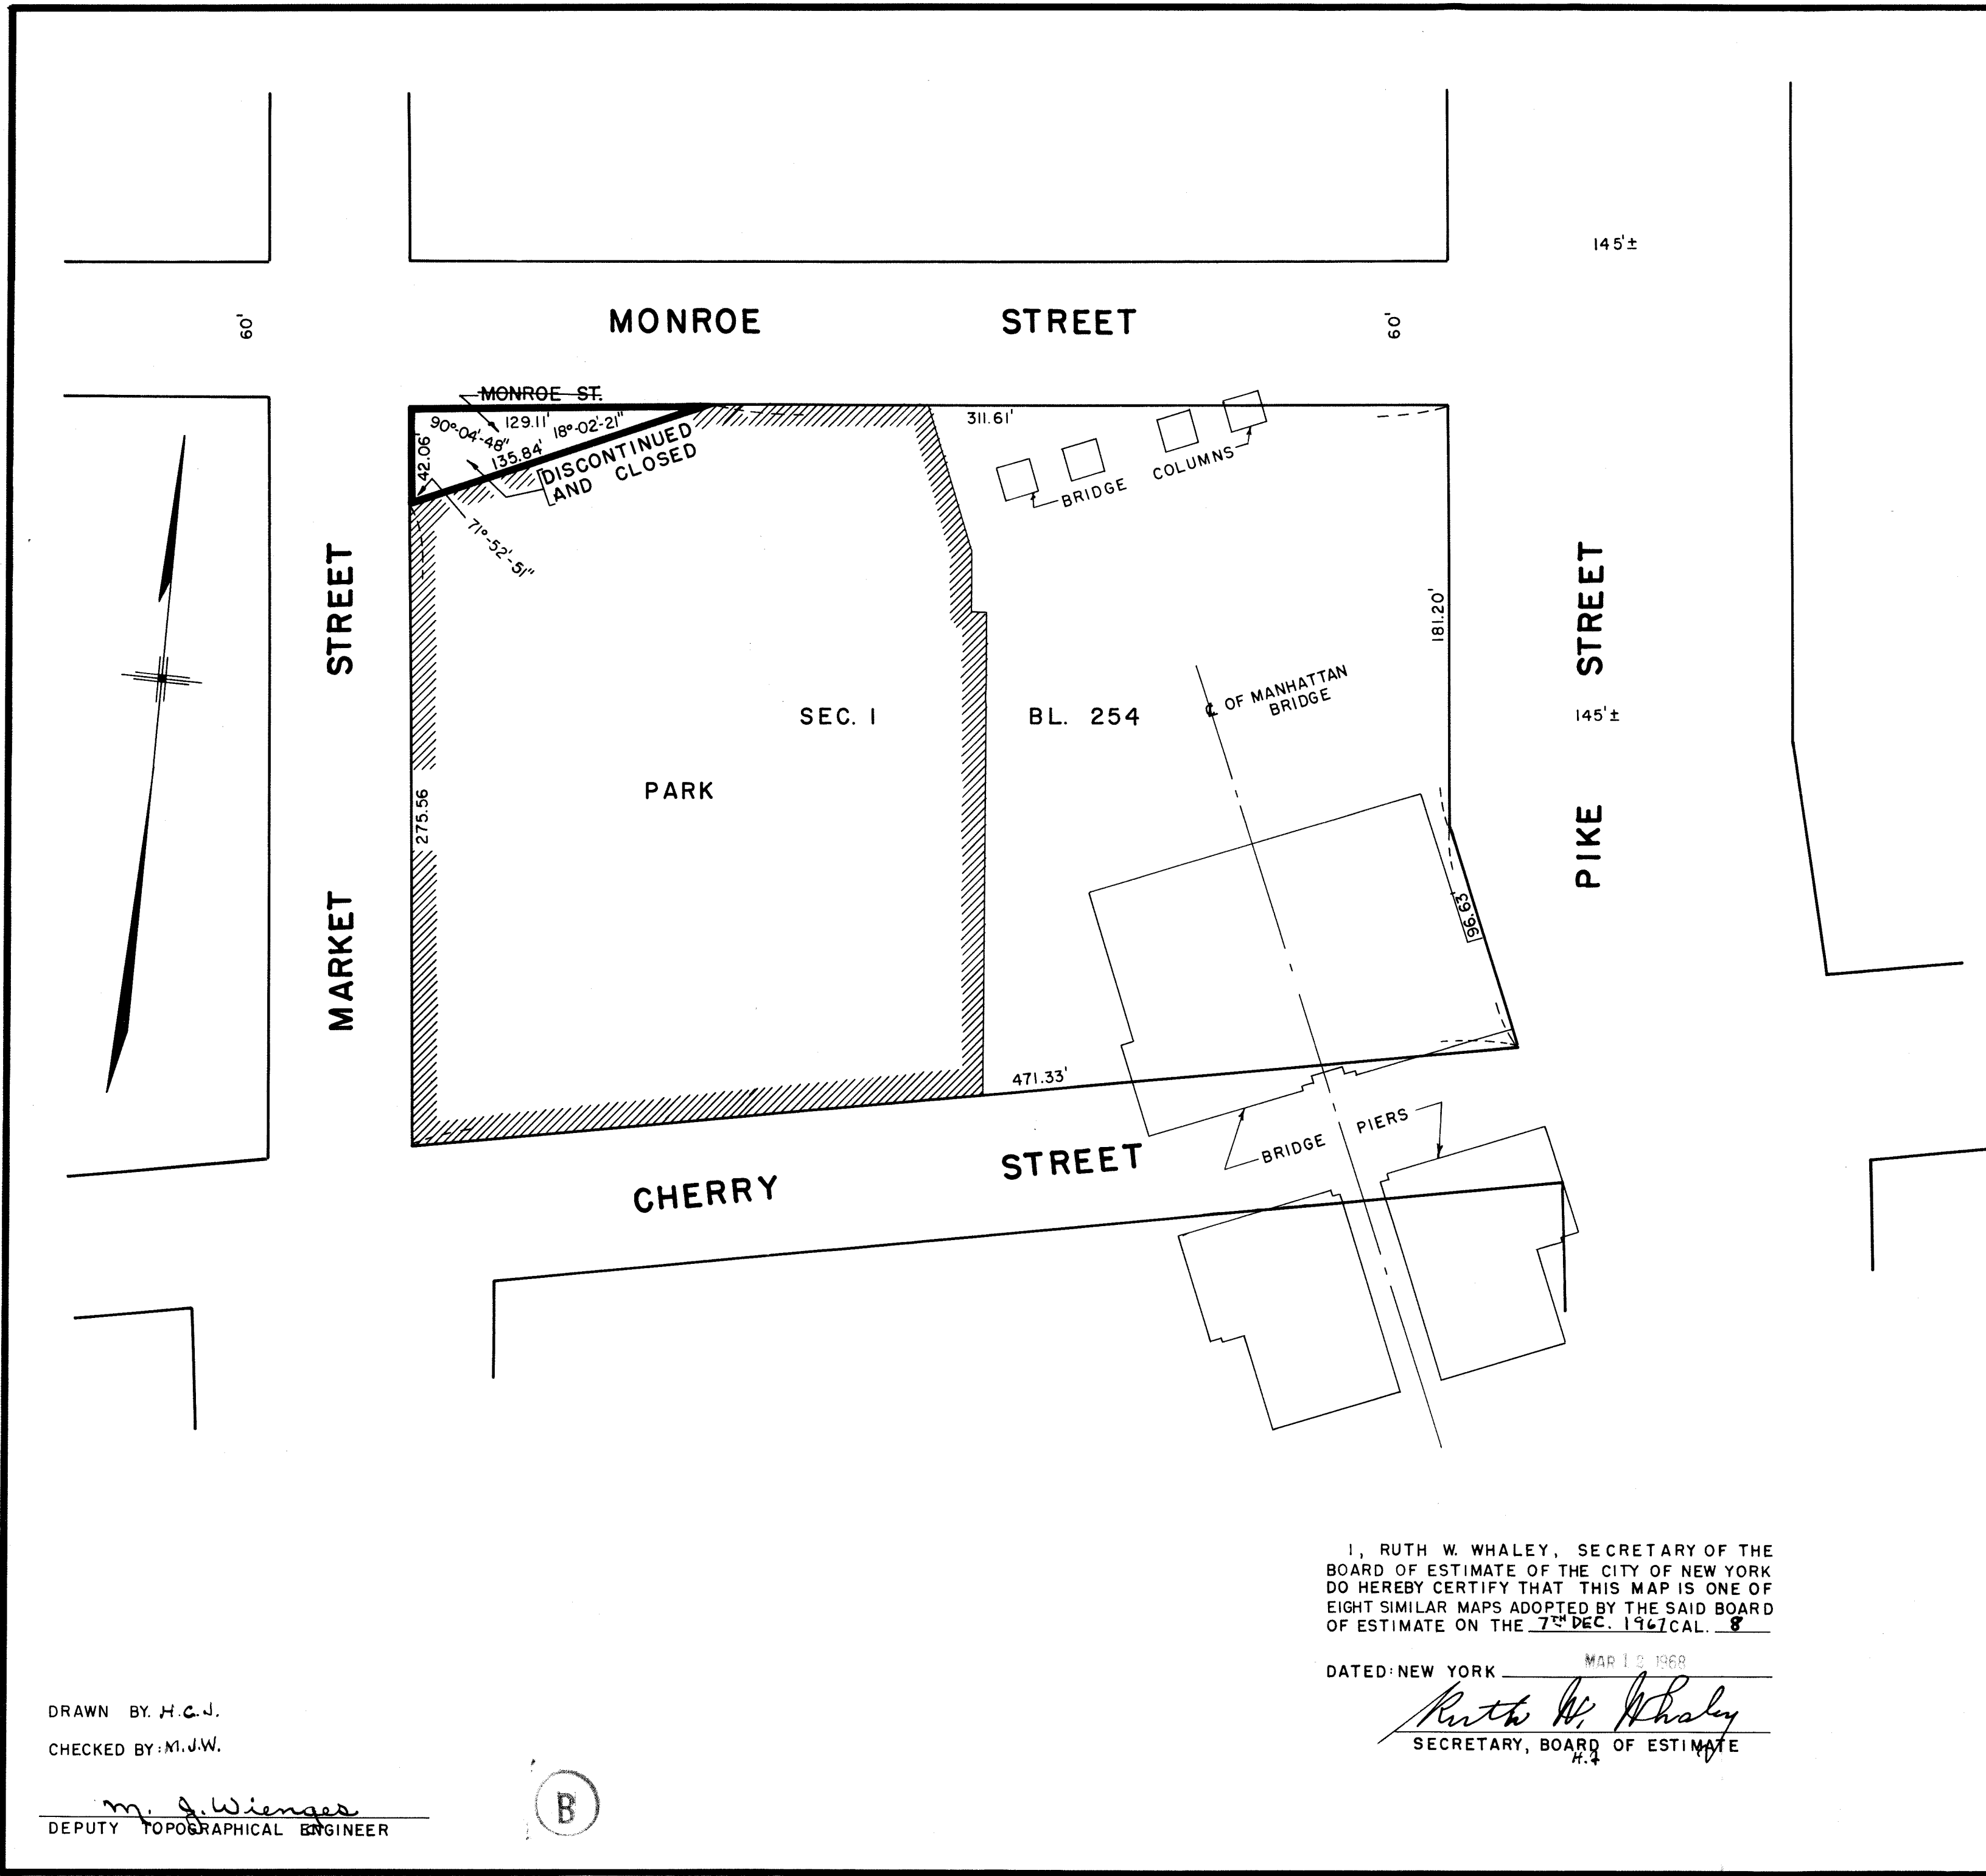 145'±
MONROE STREET
60'
60'
MONROE ST.
129.11'
90°-04'-48"
18°-02'-21"
42.06'
135.84'
DISCONTINUED
AND CLOSED
71°-52'-51"
311.61'
BRIDGE COLUMNS
MARKET STREET
181.20'
PIKE STREET
145'±
SEC. 1
BL. 254
℄ OF MANHATTAN
BRIDGE
PARK
275.56
96.63'
471.33'
CHERRY STREET
BRIDGE PIERS
I, RUTH W. WHALEY, SECRETARY OF THE
BOARD OF ESTIMATE OF THE CITY OF NEW YORK
DO HEREBY CERTIFY THAT THIS MAP IS ONE OF
EIGHT SIMILAR MAPS ADOPTED BY THE SAID BOARD
OF ESTIMATE ON THE 7TH DEC. 1967 CAL. 8
DATED: NEW YORK MAR 1968
Ruth W. Whaley
SECRETARY, BOARD OF ESTIMATE
DRAWN BY. H.C.J.
CHECKED BY: M.J.W.
M. J. Wienges
DEPUTY TOPOGRAPHICAL ENGINEER
B